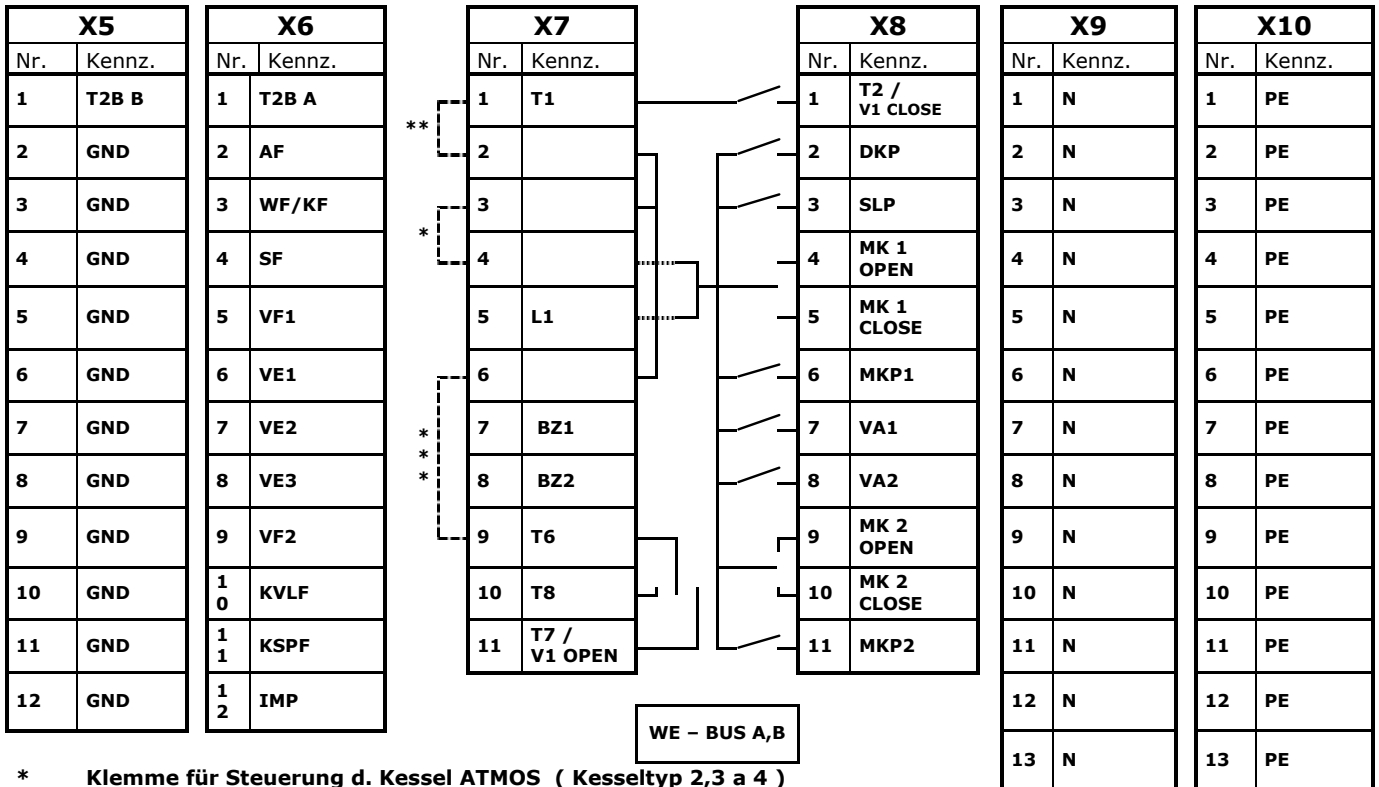 X5 X6 X7 X8 X9 X10
Nr. Kennz. Nr. Kennz. Nr. Kennz. Nr. Kennz. Nr. Kennz. Nr. Kennz.
1 T2B B 1 T2B A ** 1 T1 1 T2 / V1 CLOSE 1 N 1 PE
2 GND 2 AF 2 2 DKP 2 N 2 PE
3 GND 3 WF/KF * 3 3 SLP 3 N 3 PE
4 GND 4 SF 4 4 MK 1 OPEN 4 N 4 PE
5 GND 5 VF1 5 L1 5 MK 1 CLOSE 5 N 5 PE
6 GND 6 VE1 6 6 MKP1 6 N 6 PE
7 GND 7 VE2 * * * 7 BZ1 7 VA1 7 N 7 PE
8 GND 8 VE3 8 BZ2 8 VA2 8 N 8 PE
9 GND 9 VF2 9 T6 9 MK 2 OPEN 9 N 9 PE
10 GND 10 KVLF 10 T8 10 MK 2 CLOSE 10 N 10 PE
11 GND 11 KSPF 11 T7 / V1 OPEN 11 MKP2 11 N 11 PE
12 GND 12 IMP 12 N 12 PE
WE – BUS A,B
13 N 13 PE
* Klemme für Steuerung d. Kessel ATMOS ( Kesseltyp 2,3 a 4 )